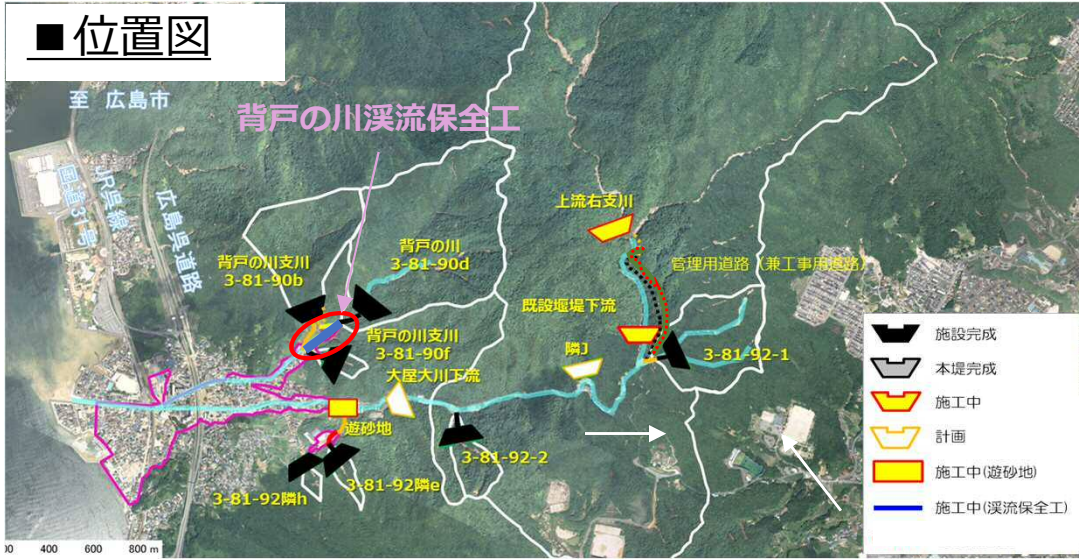 ■位置図
至 広島市
背戸の川渓流保全工
国道31号
JR呉線
広島呉道路
背戸の川支川
3-81-90b
背戸の川
3-81-90d
上流右支川
管理用道路(兼工事用道路)
既設堰堤下流
背戸の川支川
3-81-90f
隣J
3-81-92-1
大屋大川下流
遊砂地
3-81-92-2
3-81-92隣e
3-81-92隣h
施設完成
本堤完成
施工中
計画
施工中(遊砂地)
施工中(渓流保全工)
400 600 800 m